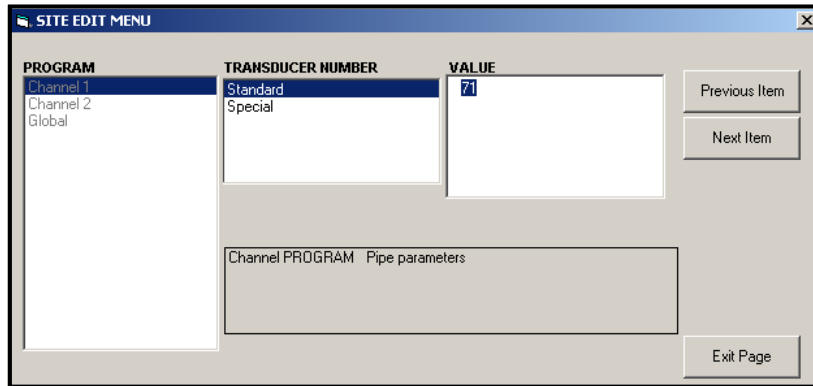 SITE EDIT MENU
PROGRAM
Channel 1
Channel 2
Global
TRANSDUCER NUMBER
Standard
Special
VALUE
71
Previous Item
Next Item
Channel PROGRAM Pipe parameters
Exit Page